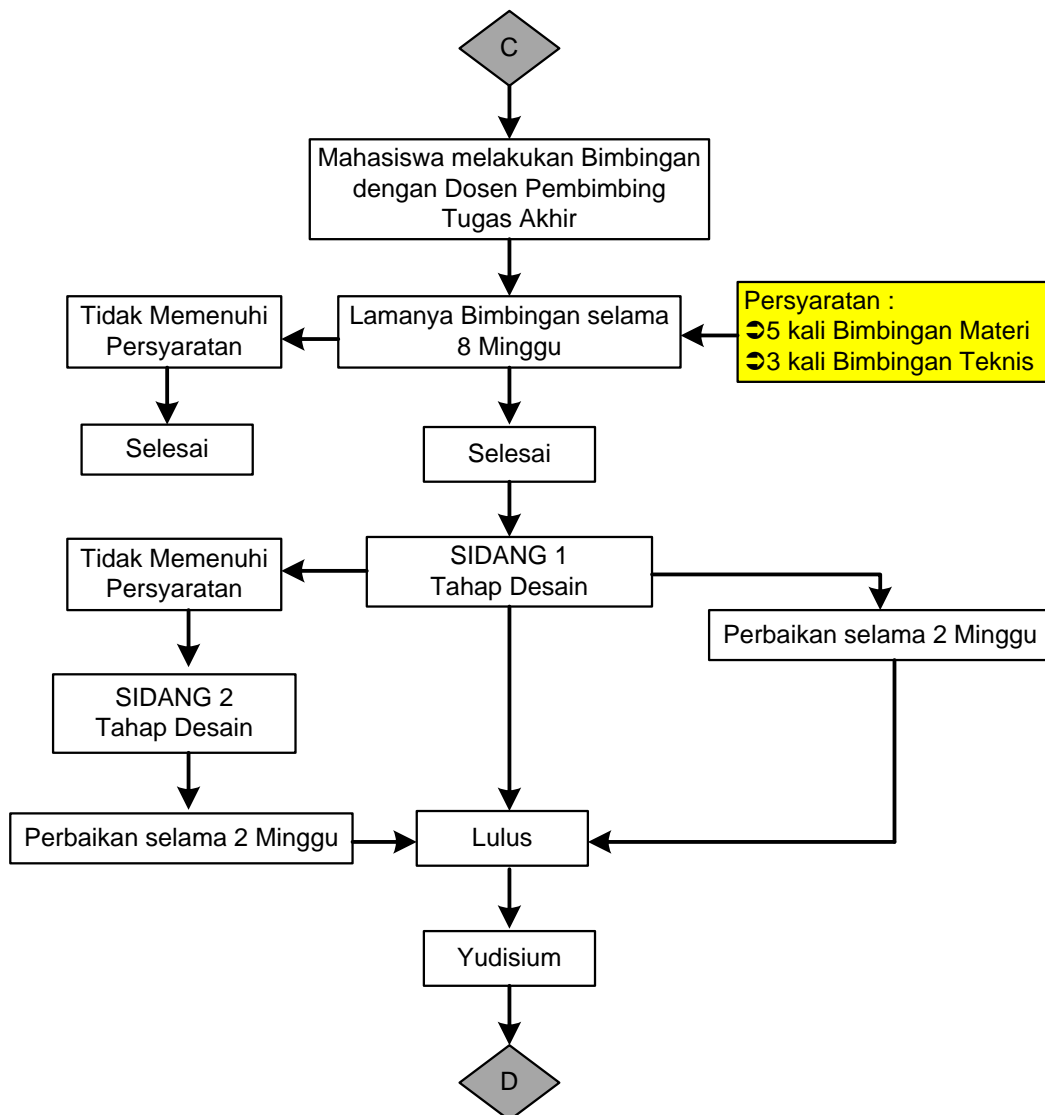 C
Mahasiswa melakukan Bimbingan
dengan Dosen Pembimbing
Tugas Akhir
Tidak Memenuhi
Persyaratan
Lamanya Bimbingan selama
8 Minggu
Persyaratan :
➲5 kali Bimbingan Materi
➲3 kali Bimbingan Teknis
Selesai
Selesai
Tidak Memenuhi
Persyaratan
SIDANG 1
Tahap Desain
Perbaikan selama 2 Minggu
SIDANG 2
Tahap Desain
Perbaikan selama 2 Minggu
Lulus
Yudisium
D